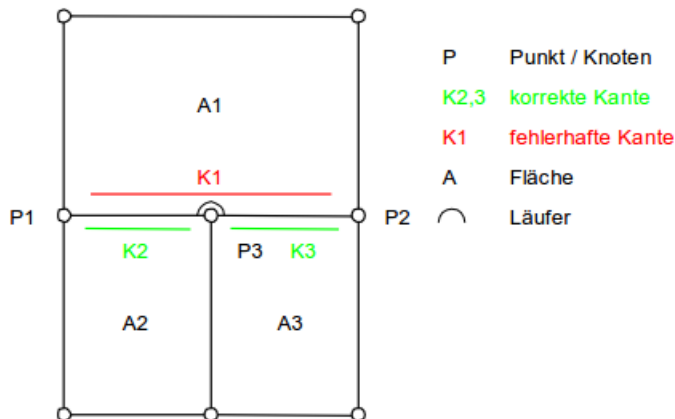 P Punkt / Knoten
K2,3 korrekte Kante
A1
K1 fehlerhafte Kante
K1
A Fläche
P1
P2
Läufer
K2
P3
K3
A2
A3